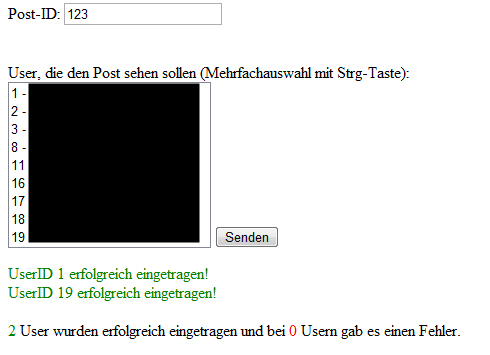 Post-ID: 123
User, die den Post sehen sollen (Mehrfachauswahl mit Strg-Taste):
1 -
2 -
3 -
8 -
11
16
17
18
19
Senden
UserID 1 erfolgreich eingetragen!
UserID 19 erfolgreich eingetragen!
2 User wurden erfolgreich eingetragen und bei 0 Usern gab es einen Fehler.